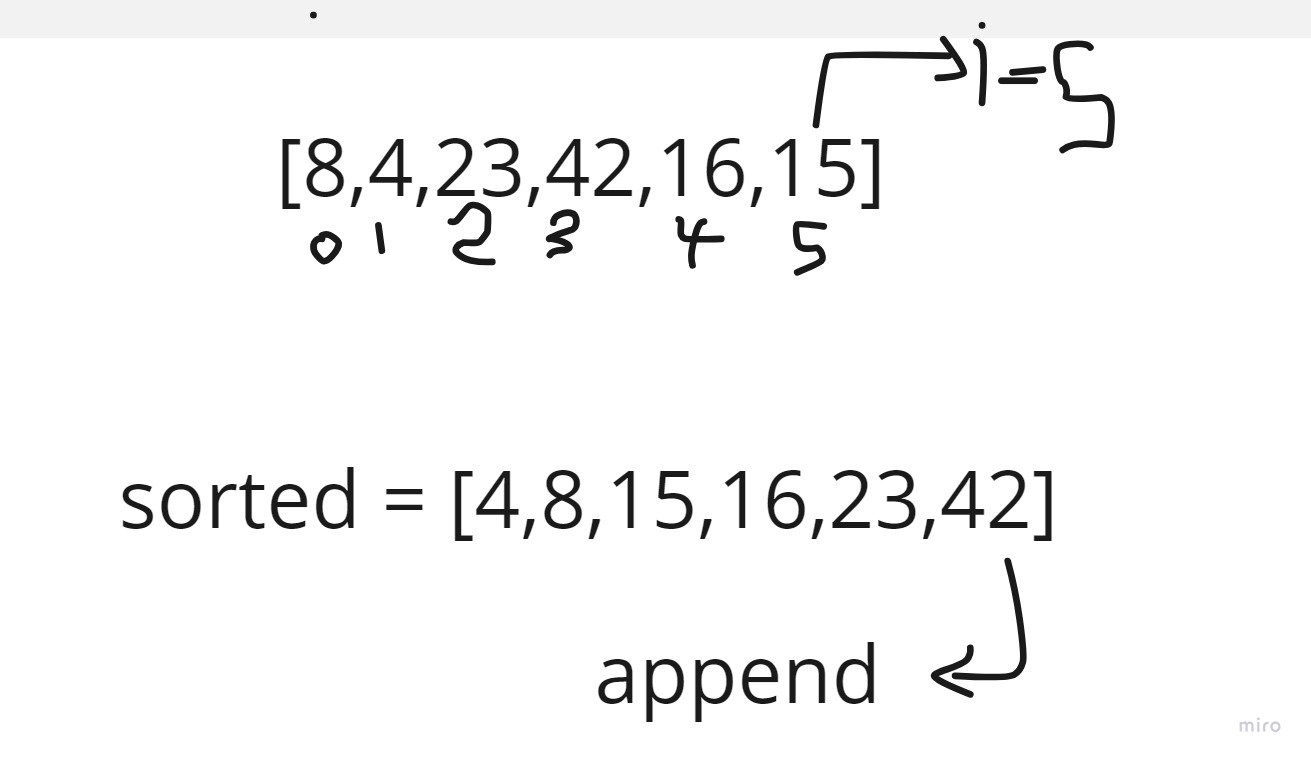 i=5
[8,4,23,42,16,15]
0 1 2 3 4 5
sorted = [4,8,15,16,23,42]
append
miro